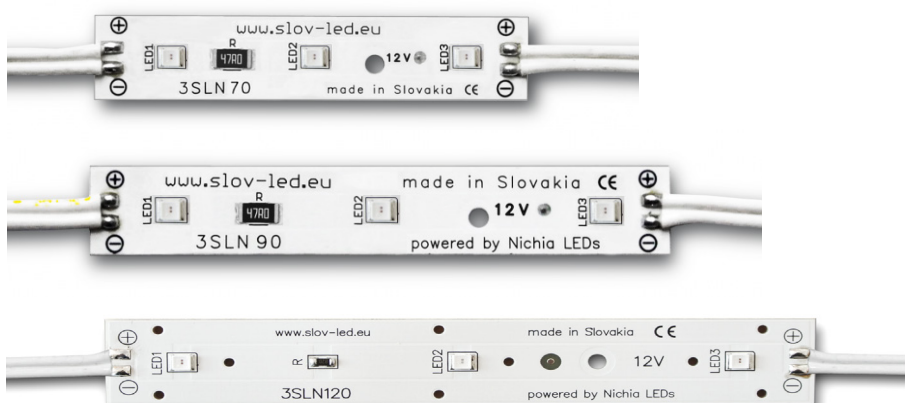 www.slov-led.eu
LED1
R
47R0
LED2
12V
LED3
3SLN70
made in Slovakia CE
www.slov-led.eu
made in Slovakia CE
LED1
R
47R0
LED2
12V
LED3
3SLN90
powered by Nichia LEDs
www.slov-led.eu
made in Slovakia CE
LED1
R
LED2
12V
LED3
3SLN120
powered by Nichia LEDs